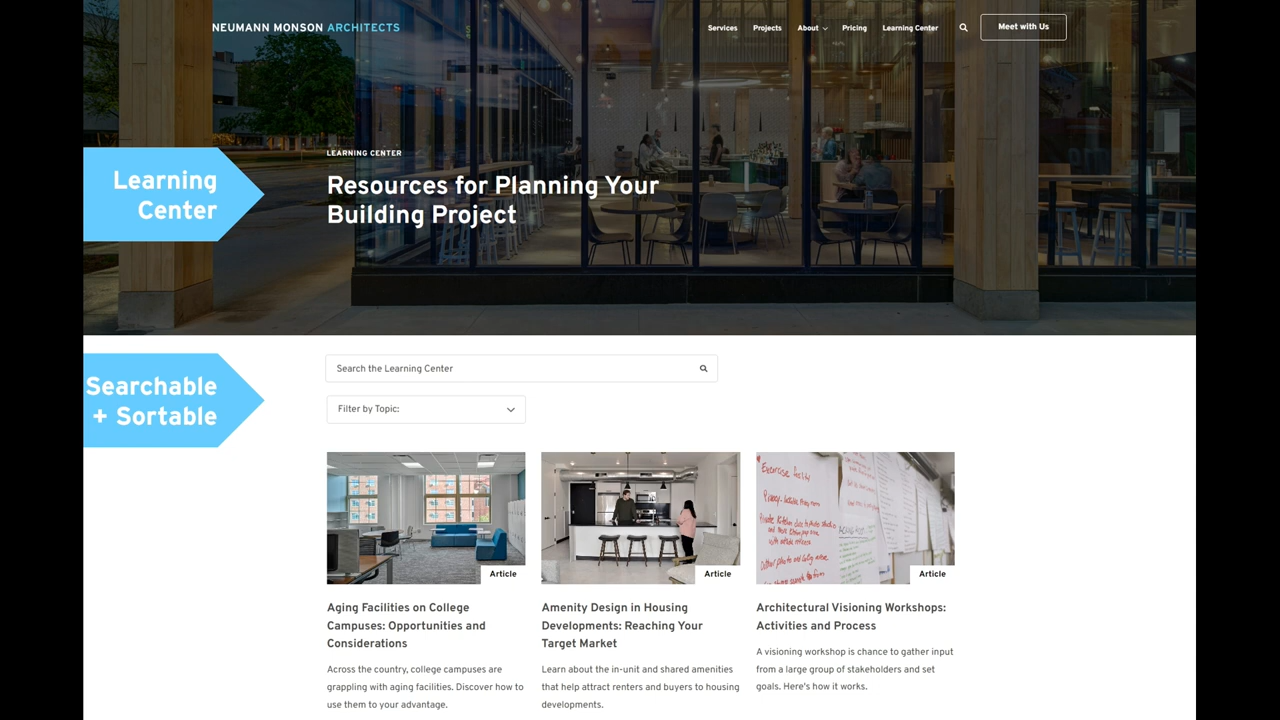 NEUMANN MONSON ARCHITECTS
Services Projects About Pricing Learning Center Meet with Us
LEARNING CENTER
Resources for Planning Your
Building Project
Learning
Center
Searchable
+ Sortable
Search the Learning Center
Filter by Topic:
Exercise
Article
Article
Article
Aging Facilities on College
Campuses: Opportunities and
Considerations
Across the country, college campuses are
grappling with aging facilities. Discover how to
use them to your advantage.
Amenity Design in Housing
Developments: Reaching Your
Target Market
Learn about the in-unit and shared amenities
that help attract renters and buyers to housing
developments.
Architectural Visioning Workshops:
Activities and Process
A visioning workshop is chance to gather input
from a large group of stakeholders and set
goals. Here's how it works.